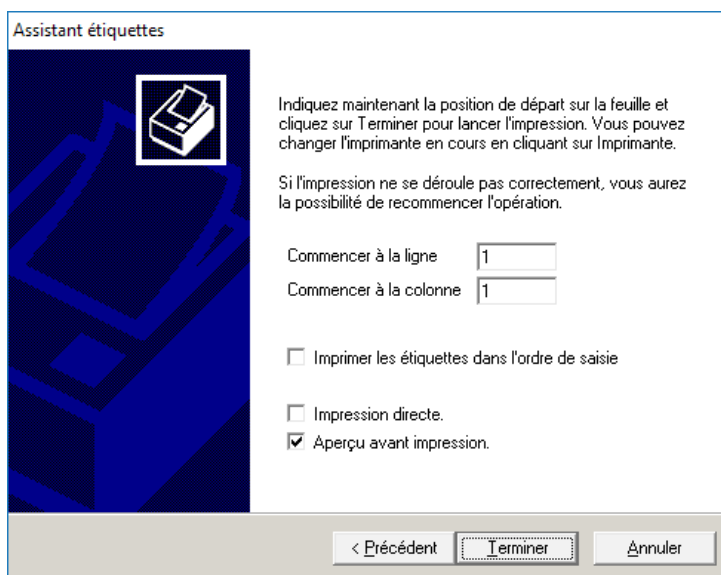 Assistant étiquettes
Indiquez maintenant la position de départ sur la feuille et
cliquez sur Terminer pour lancer l'impression. Vous pouvez
changer l'imprimante en cours en cliquant sur Imprimante.
Si l'impression ne se déroule pas correctement, vous aurez
la possibilité de recommencer l'opération.
Commencer à la ligne 1
Commencer à la colonne 1
Imprimer les étiquettes dans l'ordre de saisie
Impression directe.
Aperçu avant impression.
< Précédent Terminer Annuler